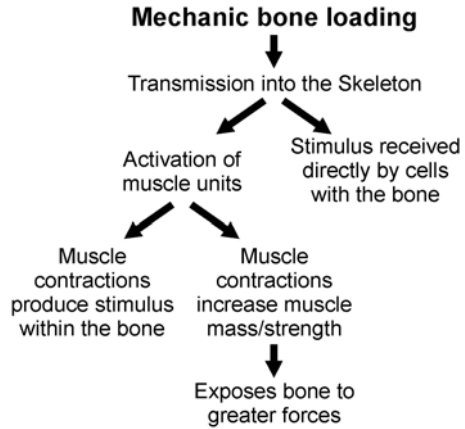 Mechanic bone loading
Transmission into the Skeleton
Activation of
muscle units
Stimulus received
directly by cells
with the bone
Muscle
contractions
produce stimulus
within the bone
Muscle
contractions
increase muscle
mass/strength
Exposes bone to
greater forces